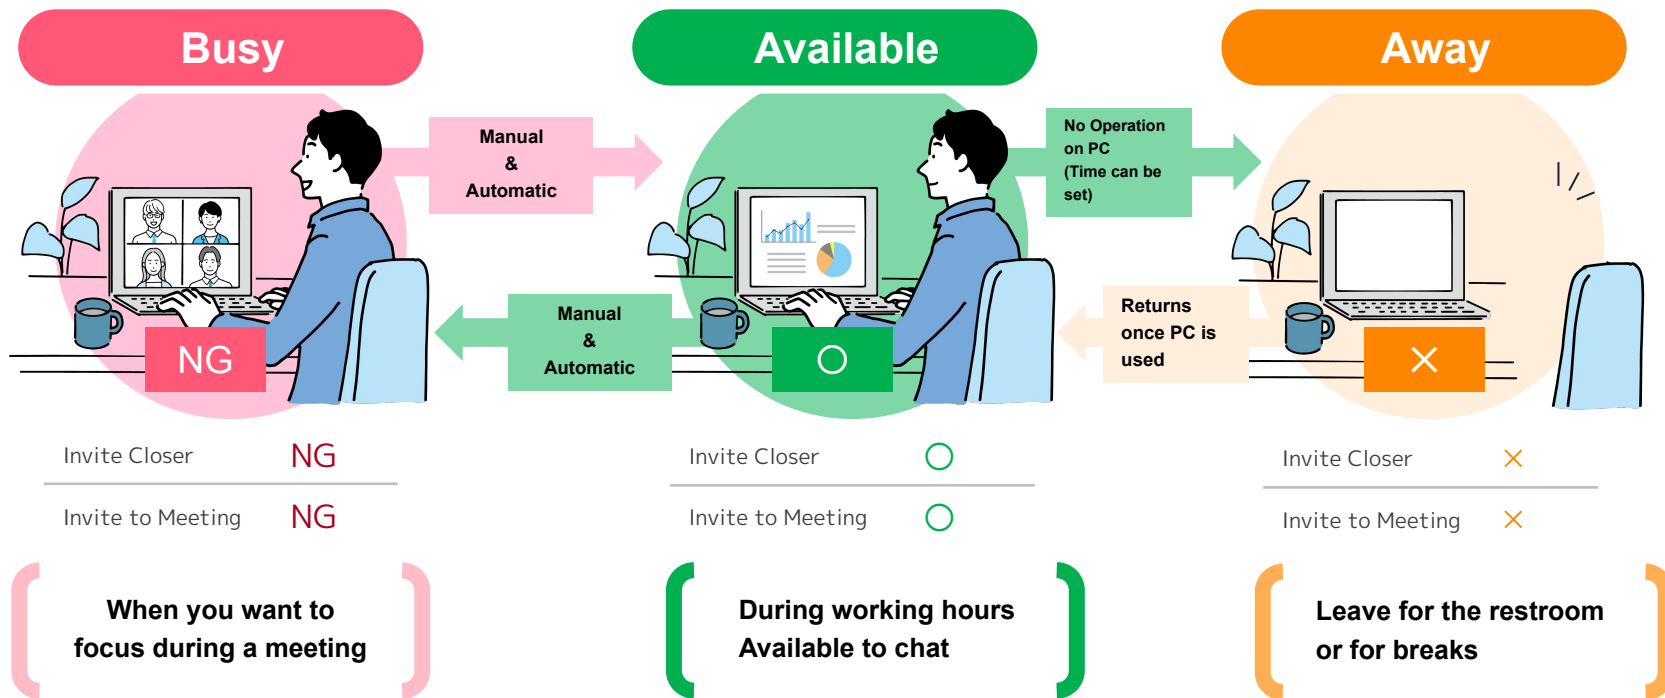 Busy
Manual
&
Automatic
NG
Invite Closer NG
Invite to Meeting NG
When you want to
focus during a meeting
Available
No Operation
on PC
(Time can be
set)
Manual
&
Automatic
○
Invite Closer ○
Invite to Meeting ○
During working hours
Available to chat
Away
Returns
once PC is
used
×
Invite Closer ×
Invite to Meeting ×
Leave for the restroom
or for breaks